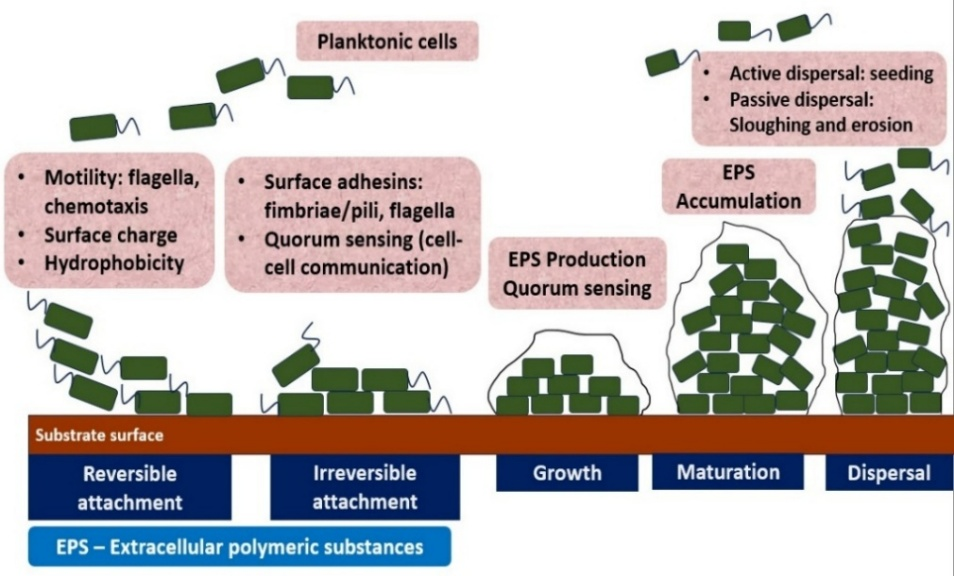 Planktonic cells
• Active dispersal: seeding
• Passive dispersal:
Sloughing and erosion
• Motility: flagella,
chemotaxis
• Surface charge
• Hydrophobicity
• Surface adhesins:
fimbriae/pili, flagella
• Quorum sensing (cell-
cell communication)
EPS Production
Quorum sensing
EPS
Accumulation
Substrate surface
Reversible
attachment
Irreversible
attachment
Growth
Maturation
Dispersal
EPS – Extracellular polymeric substances